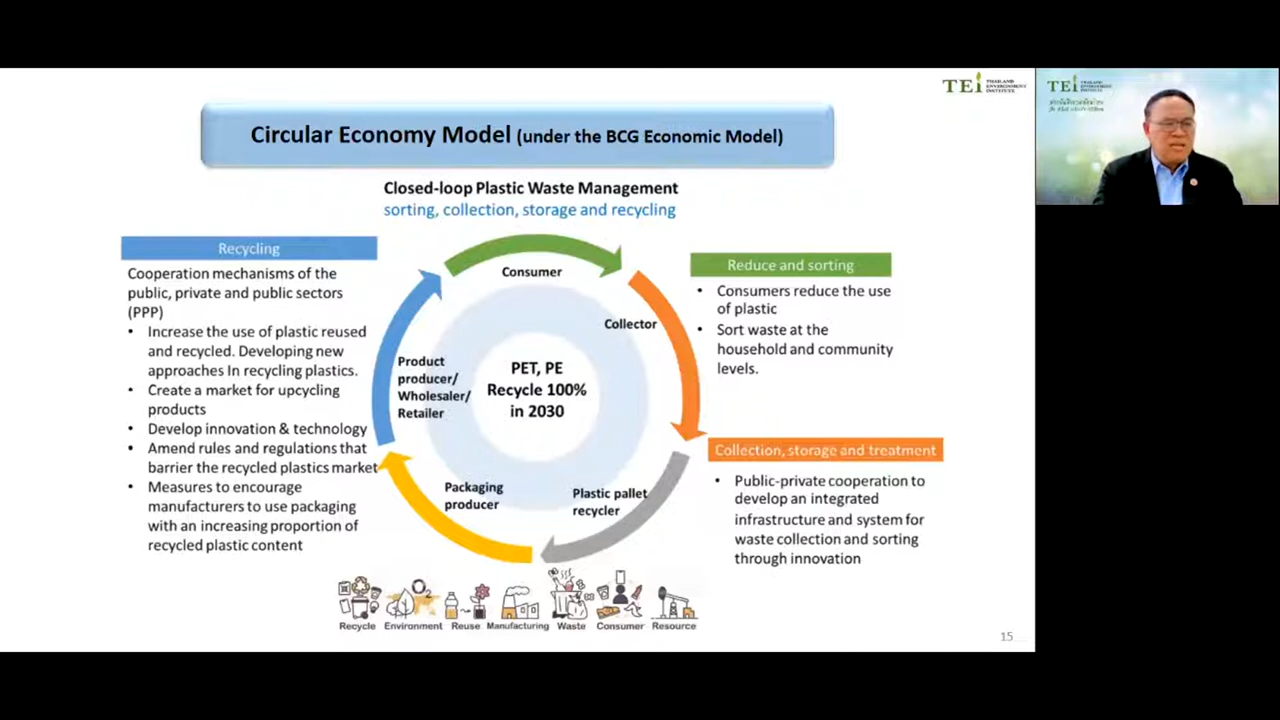 TEi THAILAND ENVIRONMENT INSTITUTE
Circular Economy Model (under the BCG Economic Model)
Closed-loop Plastic Waste Management
sorting, collection, storage and recycling
Recycling
Cooperation mechanisms of the
public, private and public sectors
(PPP)
• Increase the use of plastic reused
and recycled. Developing new
approaches In recycling plastics.
• Create a market for upcycling
products
• Develop innovation & technology
• Amend rules and regulations that
barrier the recycled plastics market
• Measures to encourage
manufacturers to use packaging
with an increasing proportion of
recycled plastic content
Consumer
Collector
Product
producer/
Wholesaler/
Retailer
PET, PE
Recycle 100%
in 2030
Packaging
producer
Plastic pallet
recycler
Reduce and sorting
• Consumers reduce the use
of plastic
• Sort waste at the
household and community
levels.
Collection, storage and treatment
• Public-private cooperation to
develop an integrated
infrastructure and system for
waste collection and sorting
through innovation
O2
Recycle Environment Reuse Manufacturing Waste Consumer Resource
15
TEi THAILAND ENVIRONMENT INSTITUTE